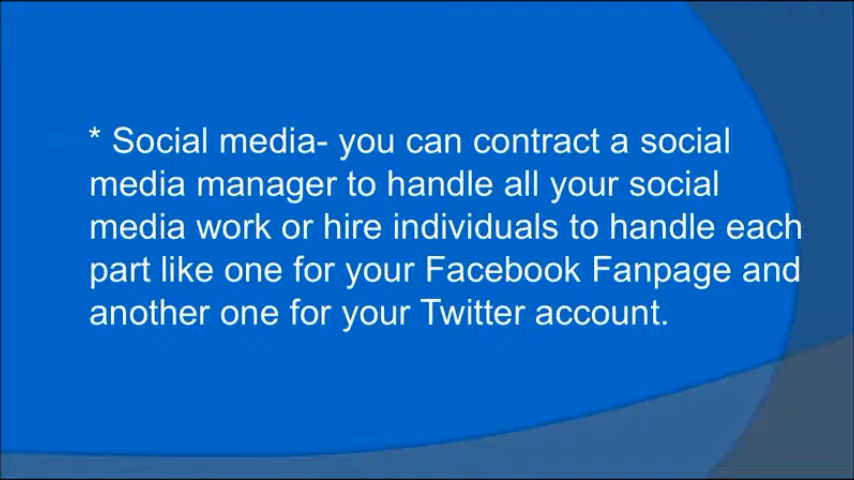 * Social media- you can contract a social
media manager to handle all your social
media work or hire individuals to handle each
part like one for your Facebook Fanpage and
another one for your Twitter account.